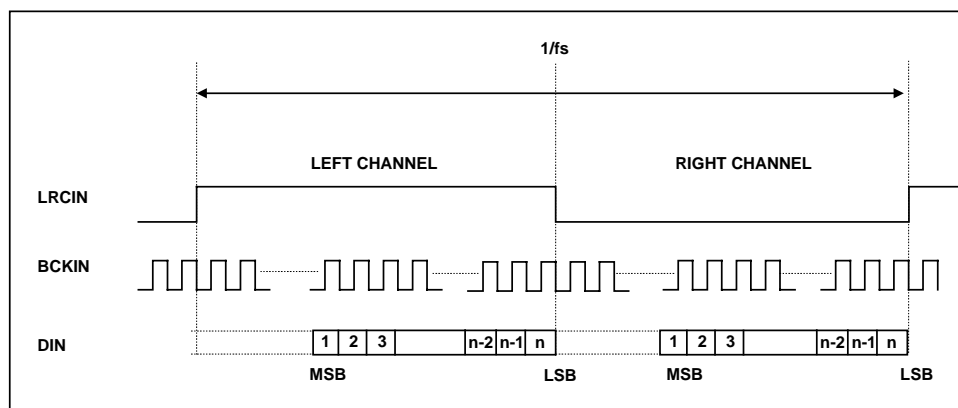 1/fs
LEFT CHANNEL RIGHT CHANNEL
LRCIN
BCKIN
DIN 1 2 3 n-2 n-1 n 1 2 3 n-2 n-1 n
MSB LSB MSB LSB